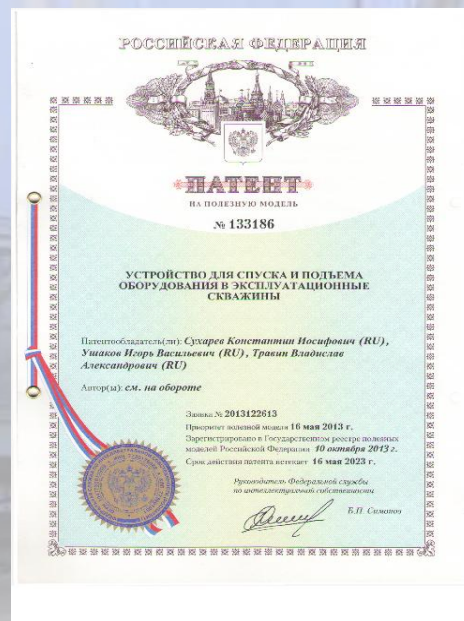 РОССИЙСКАЯ ФЕДЕРАЦИЯ
ПАТЕНТ
НА ПОЛЕЗНУЮ МОДЕЛЬ
№ 133186
УСТРОЙСТВО ДЛЯ СПУСКА И ПОДЪЕМА
ОБОРУДОВАНИЯ В ЭКСПЛУАТАЦИОННЫЕ
СКВАЖИНЫ
Патентообладатель(ли): Сухарев Константин Иосифович (RU),
Ушаков Игорь Васильевич (RU), Травин Владислав
Александрович (RU)
Автор(ы): см. на обороте
Заявка № 2013122613
Приоритет полезной модели 16 мая 2013 г.
Зарегистрировано в Государственном реестре полезных
моделей Российской Федерации 10 октября 2013 г.
Срок действия патента истекает 16 мая 2023 г.
Руководитель Федеральной службы
по интеллектуальной собственности
Б.П. Симонов